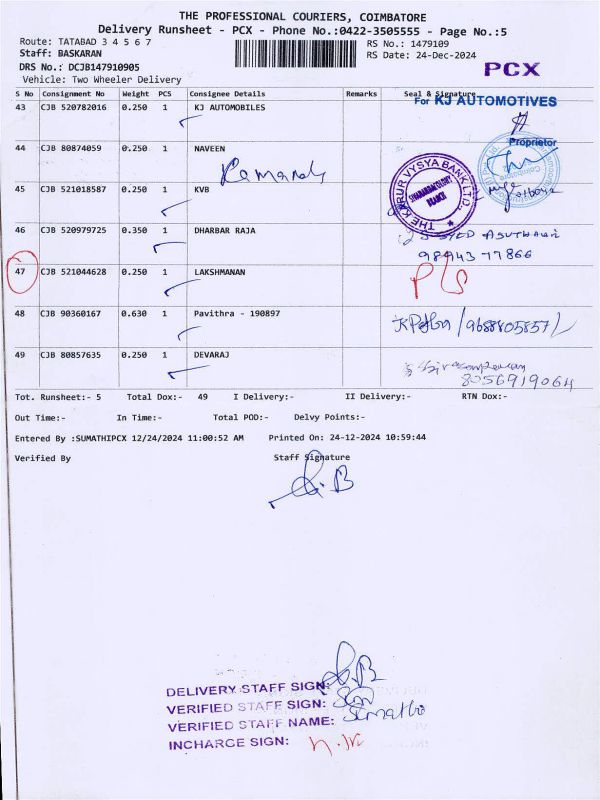 THE PROFESSIONAL COURIERS, COIMBATORE
Delivery Runsheet - PCX - Phone No.:0422-3505555 - Page No.:5
Route: TATABAD 3 4 5 6 7
RS No.: 1479109
Staff: BASKARAN
RS Date: 24-Dec-2024
DRS No.: DCJB147910905
PCX
Vehicle: Two Wheeler Delivery
S No Consignment No Weight PCS Consignee Details Remarks Seal & Signature
For KJ AUTOMOTIVES
43 CJB 520782016 0.250 1 KJ AUTOMOBILES
Proprietor
44 CJB 80874059 0.250 1 NAVEEN
45 CJB 521018587 0.250 1 KVB
THE KARUR VYSYA BANK LTD.
BRANCH
46 CJB 520979725 0.350 1 DHARBAR RAJA
98943 77866
47 CJB 521044628 0.250 1 LAKSHMANAN
48 CJB 90360167 0.630 1 Pavithra - 190897
9688805857
49 CJB 80857635 0.250 1 DEVARAJ
8056919064
Tot. Runsheet:- 5 Total Dox:- 49 I Delivery:- II Delivery:- RTN Dox:-
Out Time:- In Time:- Total POD:- Delvy Points:-
Entered By :SUMATHIPCX 12/24/2024 11:00:52 AM Printed On: 24-12-2024 10:59:44
Verified By Staff Signature
DELIVERY STAFF SIGN:
VERIFIED STAFF SIGN:
VERIFIED STAFF NAME: Sumathi
INCHARGE SIGN: